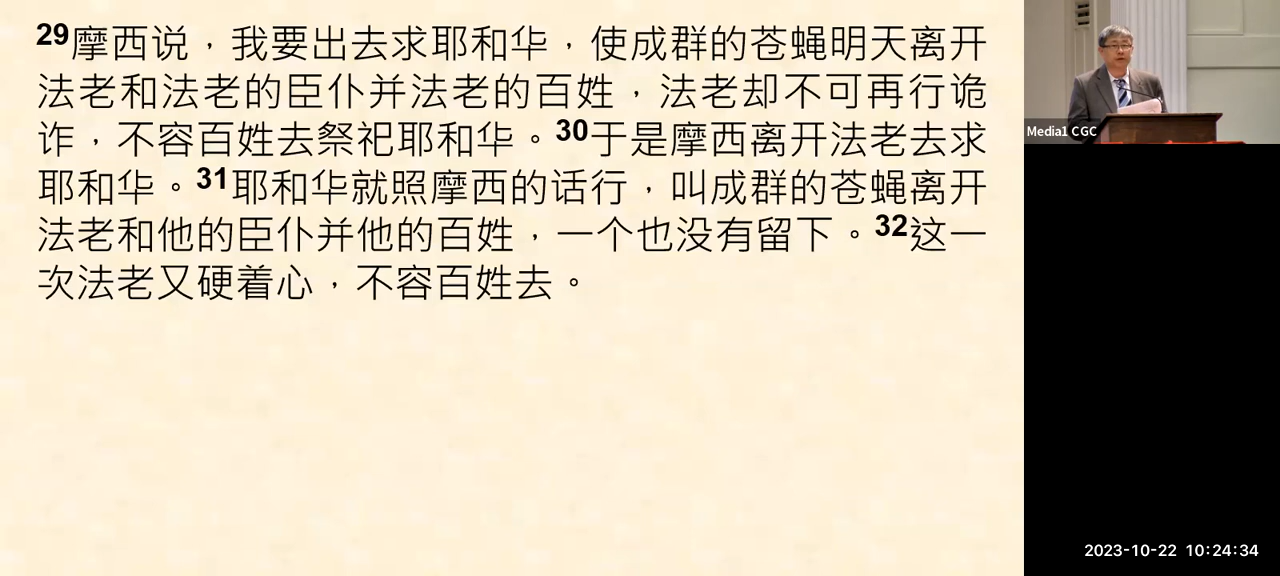 29摩西说，我要出去求耶和华，使成群的苍蝇明天离开
法老和法老的臣仆并法老的百姓，法老却不可再行诡
诈，不容百姓去祭祀耶和华。30于是摩西离开法老去求
耶和华。31耶和华就照摩西的话行，叫成群的苍蝇离开
法老和他的臣仆并他的百姓，一个也没有留下。32这一
次法老又硬着心，不容百姓去。
Media1 CGC
2023-10-22 10:24:34